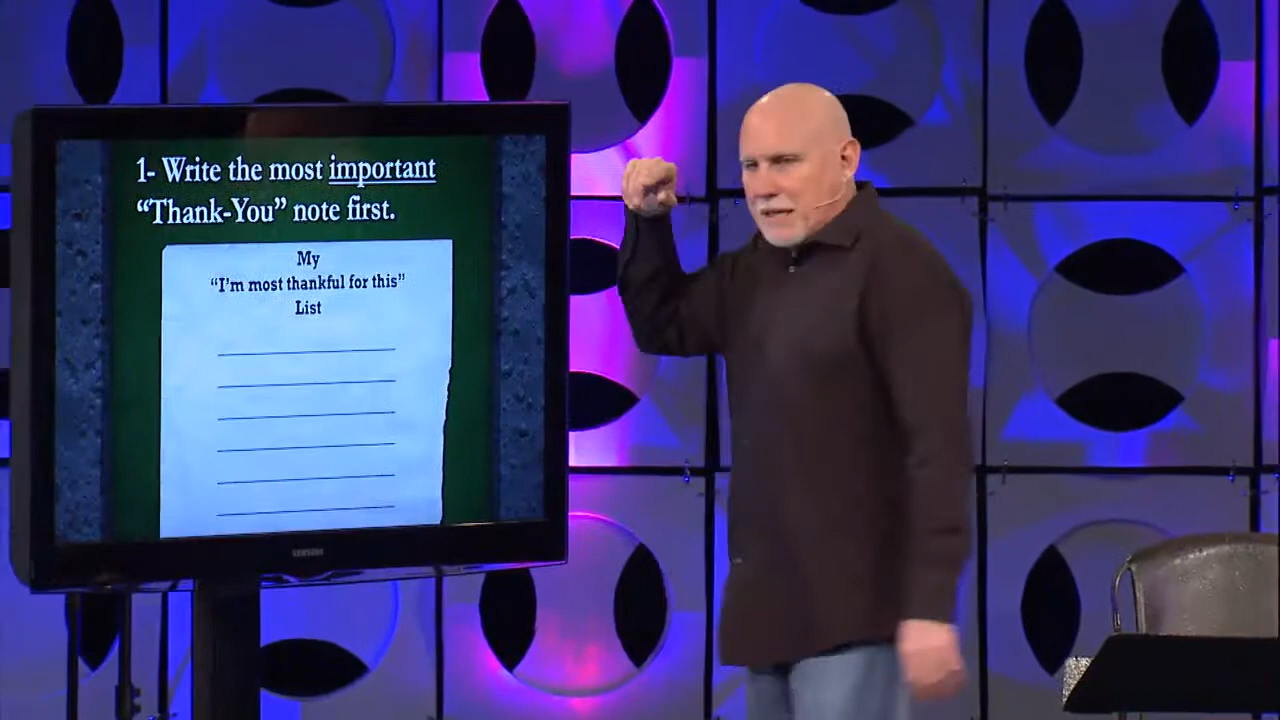 1- Write the most important
“Thank-You” note first.
My
“I’m most thankful for this”
List
SAMSUNG